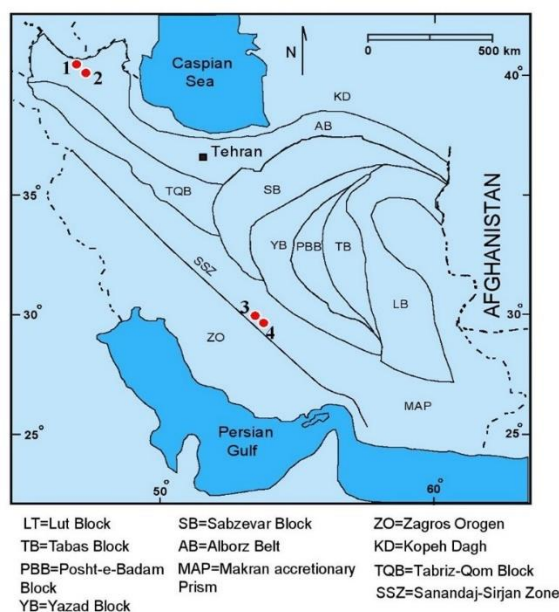 N
0 500 km
1
2
Caspian
Sea
40°
KD
AB
Tehran
35°
TQB
SB
SSZ
YB
PBB
TB
AFGHANISTAN
LB
30°
3
4
30°
ZO
MAP
25°
Persian
Gulf
25°
50°
60°
LT=Lut Block SB=Sabzevar Block ZO=Zagros Orogen
TB=Tabas Block AB=Alborz Belt KD=Kopeh Dagh
PBB=Posht-e-Badam Block MAP=Makran accretionary Prism TQB=Tabriz-Qom Block
YB=Yazad Block SSZ=Sanandaj-Sirjan Zone